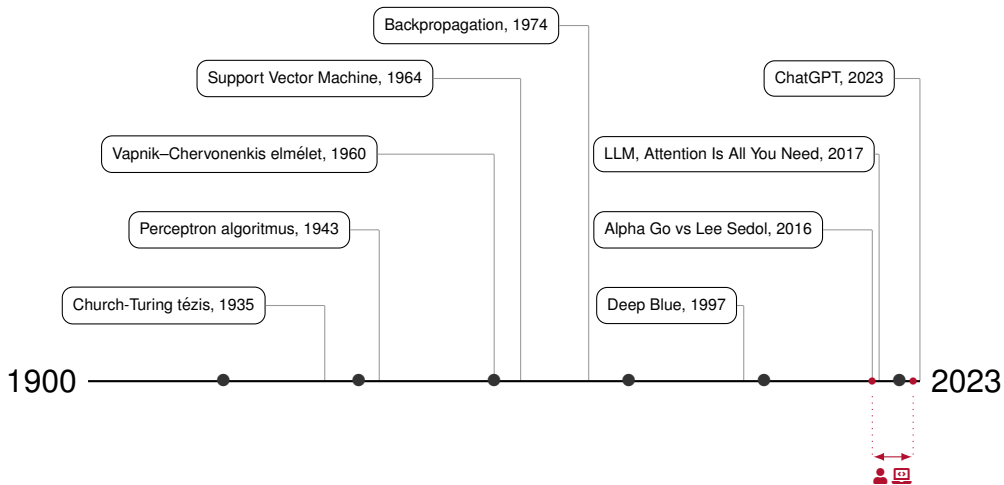 Backpropagation, 1974
Support Vector Machine, 1964
ChatGPT, 2023
Vapnik–Chervonenkis elmélet, 1960
LLM, Attention Is All You Need, 2017
Perceptron algoritmus, 1943
Alpha Go vs Lee Sedol, 2016
Church-Turing tézis, 1935
Deep Blue, 1997
1900
2023